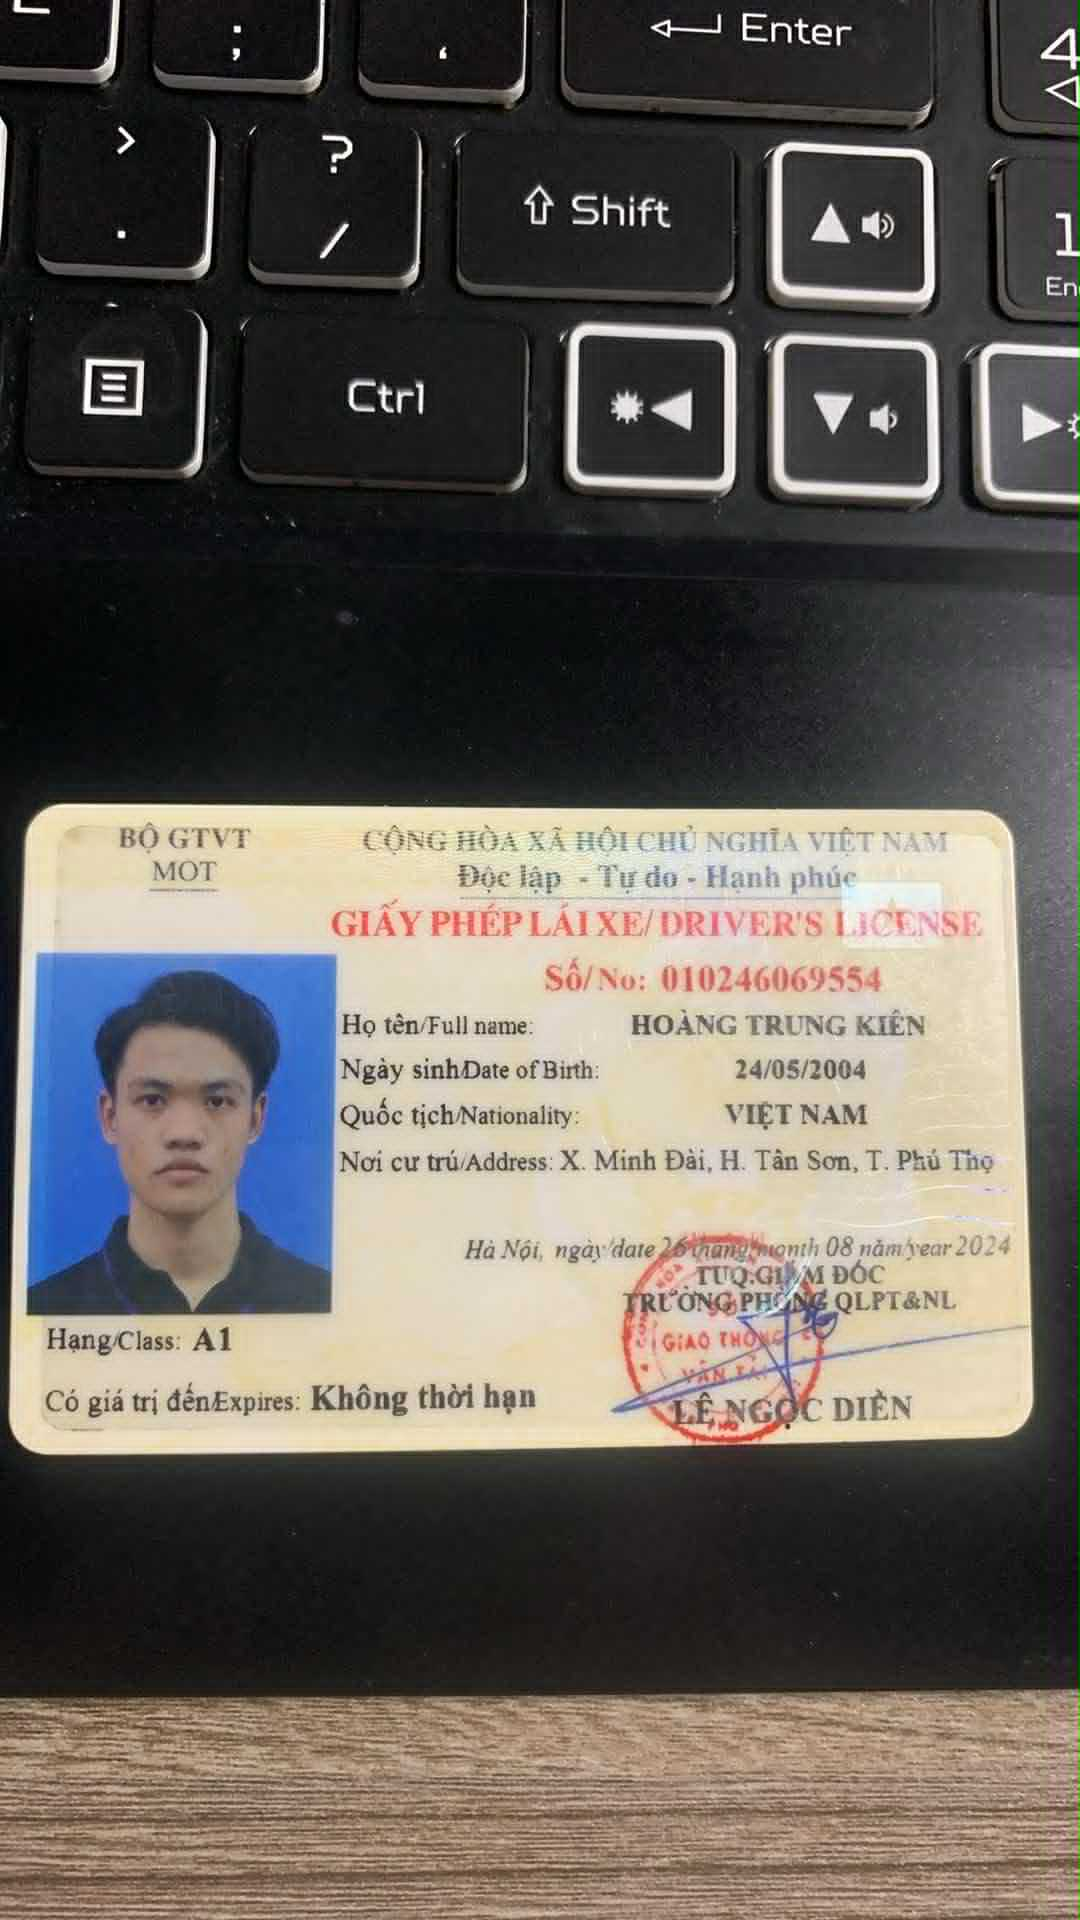 ;
‘
Enter
4
>
.
?
/
Shift
1
En
Ctrl
BỘ GTVT
MOT
CỘNG HÒA XÃ HỘI CHỦ NGHĨA VIỆT NAM
Độc lập - Tự do - Hạnh phúc
GIẤY PHÉP LÁI XE/ DRIVER'S LICENSE
Số/ No: 010246069554
Họ tên/Full name: HOÀNG TRUNG KIÊN
Ngày sinh/Date of Birth: 24/05/2004
Quốc tịch/Nationality: VIỆT NAM
Nơi cư trú/Address: X. Minh Đài, H. Tân Sơn, T. Phú Thọ
Hà Nội, ngày/date 26 tháng/month 08 năm/year 2024
TUQ.GIÁM ĐỐC
TRƯỞNG PHÒNG QLPT&NL
GIAO THÔNG
VẬN TẢI
LÊ NGỌC DIỀN
Hạng/Class: A1
Có giá trị đến/Expires: Không thời hạn